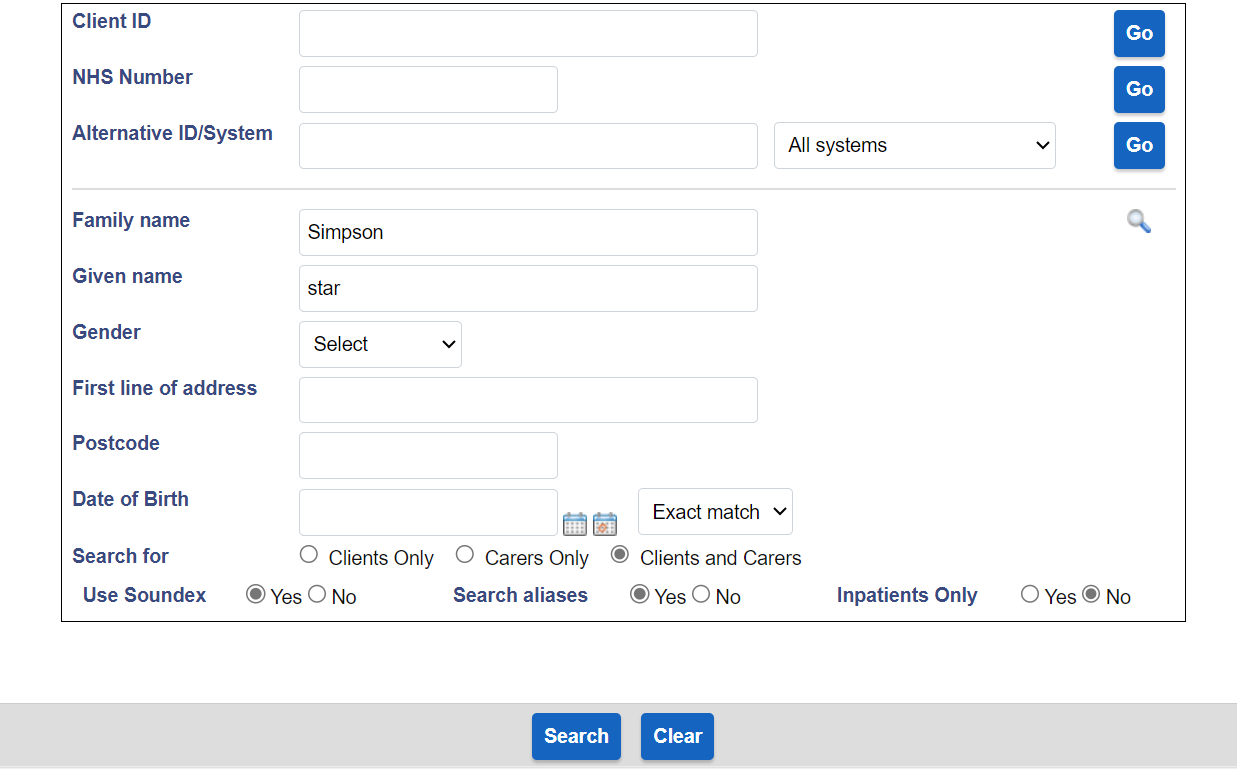 Client ID Go
NHS Number Go
Alternative ID/System All systems Go
Family name Simpson
Given name star
Gender Select
First line of address
Postcode
Date of Birth Exact match
Search for Clients Only Carers Only Clients and Carers
Use Soundex Yes No Search aliases Yes No Inpatients Only Yes No
Search Clear